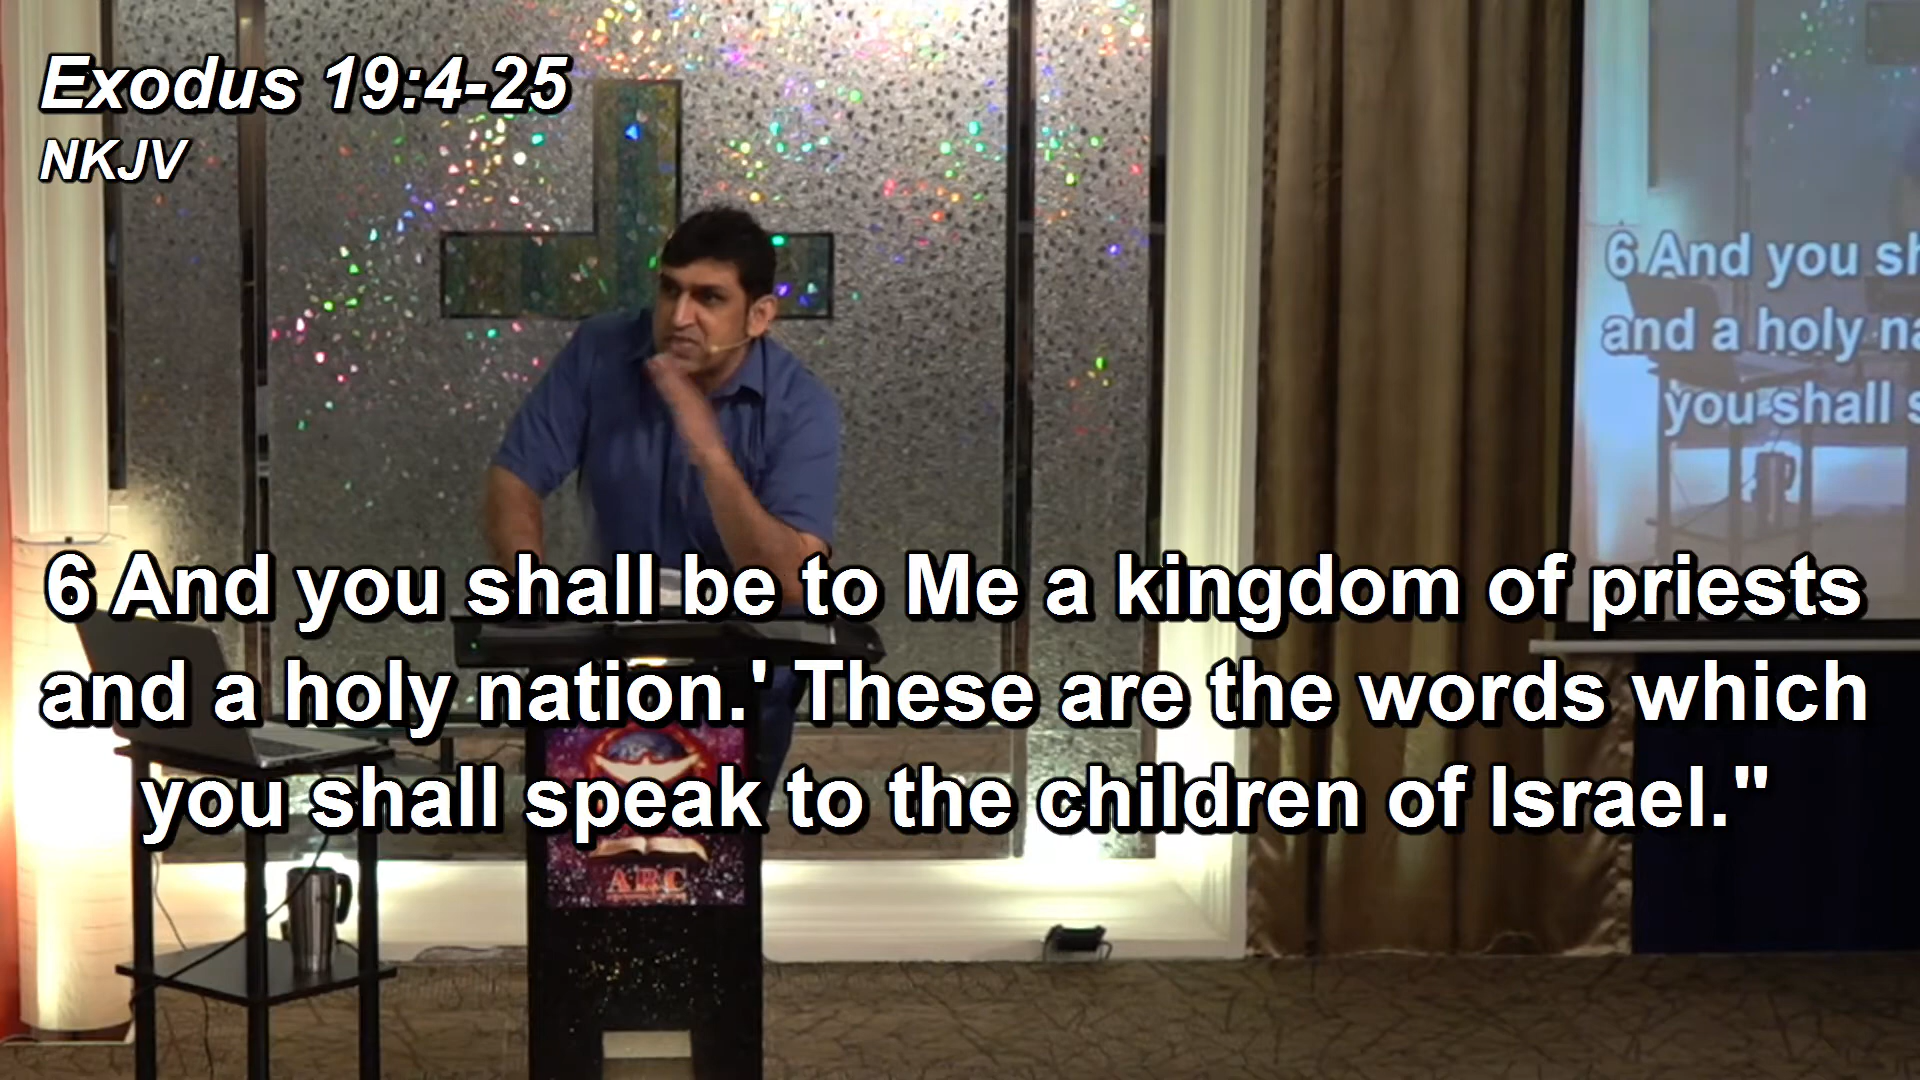 Exodus 19:4-25
NKJV
6 And you sh
and a holy na
you shall s
6 And you shall be to Me a kingdom of priests
and a holy nation.' These are the words which
you shall speak to the children of Israel."
ARC